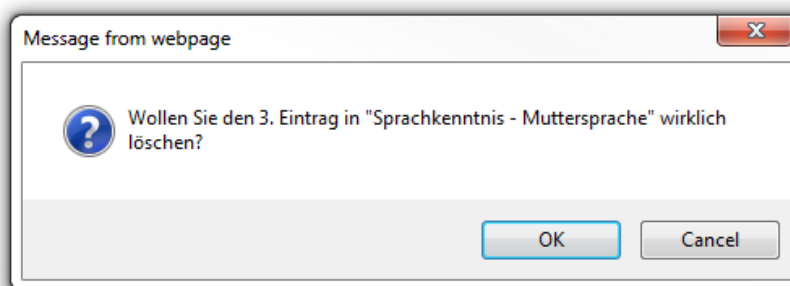 Message from webpage
Wollen Sie den 3. Eintrag in "Sprachkenntnis - Muttersprache" wirklich
löschen?
OK
Cancel